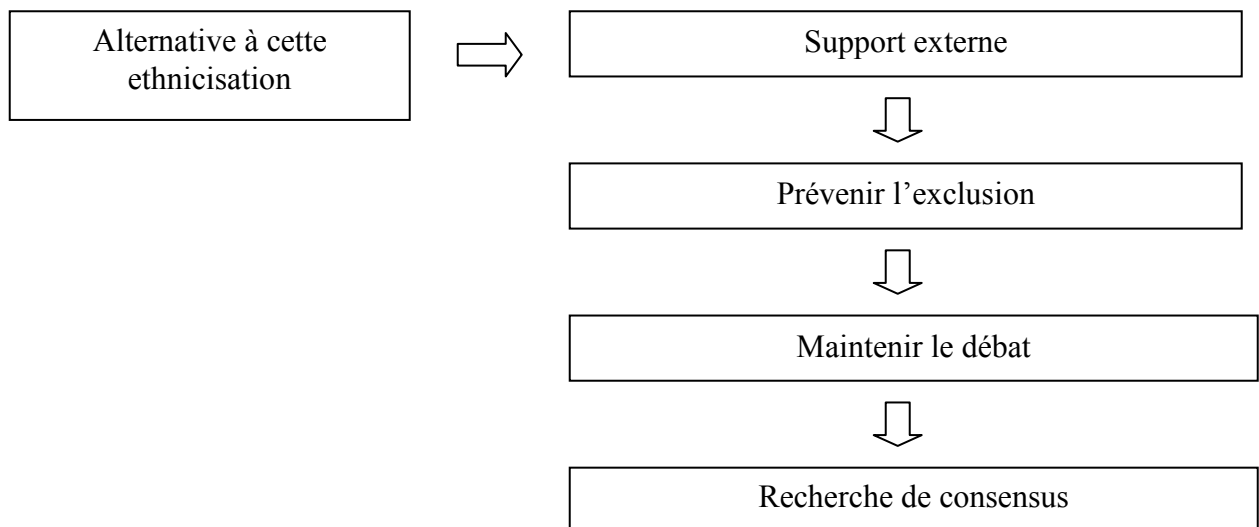 Alternative à cette
ethnicisation
Support externe
Prévenir l’exclusion
Maintenir le débat
Recherche de consensus